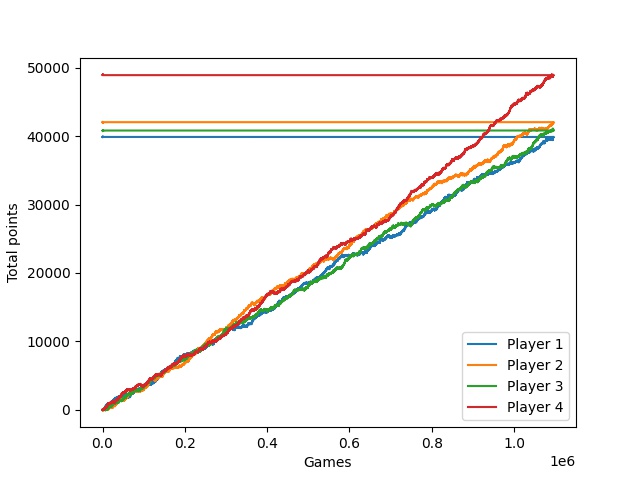 50000
40000
30000
20000
10000
0
Total points
0.0 0.2 0.4 0.6 0.8 1.0
1e6
Games
Player 1
Player 2
Player 3
Player 4